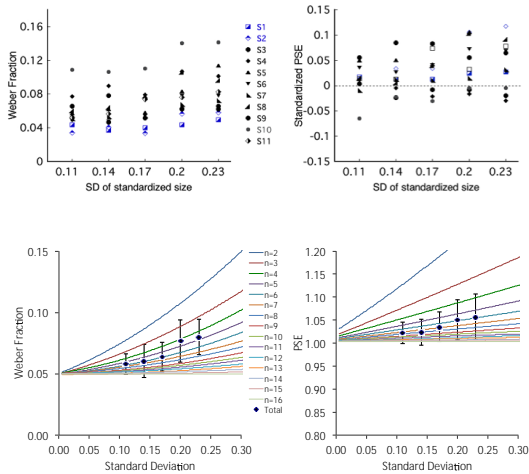 0.16
0.12
0.08
0.04
0
Weber Fraction
0.11 0.14 0.17 0.2 0.23
SD of standardized size
S1
S2
S3
S4
S5
S6
S7
S8
S9
S10
S11
0.15
0.1
0.05
0
-0.05
-0.1
-0.15
Standardized PSE
0.11 0.14 0.17 0.2 0.23
SD of standardized size
0.15
0.10
0.05
0.00
Weber Fraction
0.00 0.05 0.10 0.15 0.20 0.25 0.30
Standard Deviation
n=2
n=3
n=4
n=5
n=6
n=7
n=8
n=9
n=10
n=11
n=12
n=13
n=14
n=15
n=16
Total
1.20
1.15
1.10
1.05
1.00
0.95
0.90
0.85
0.80
PSE
0.00 0.05 0.10 0.15 0.20 0.25 0.30
Standard Deviation